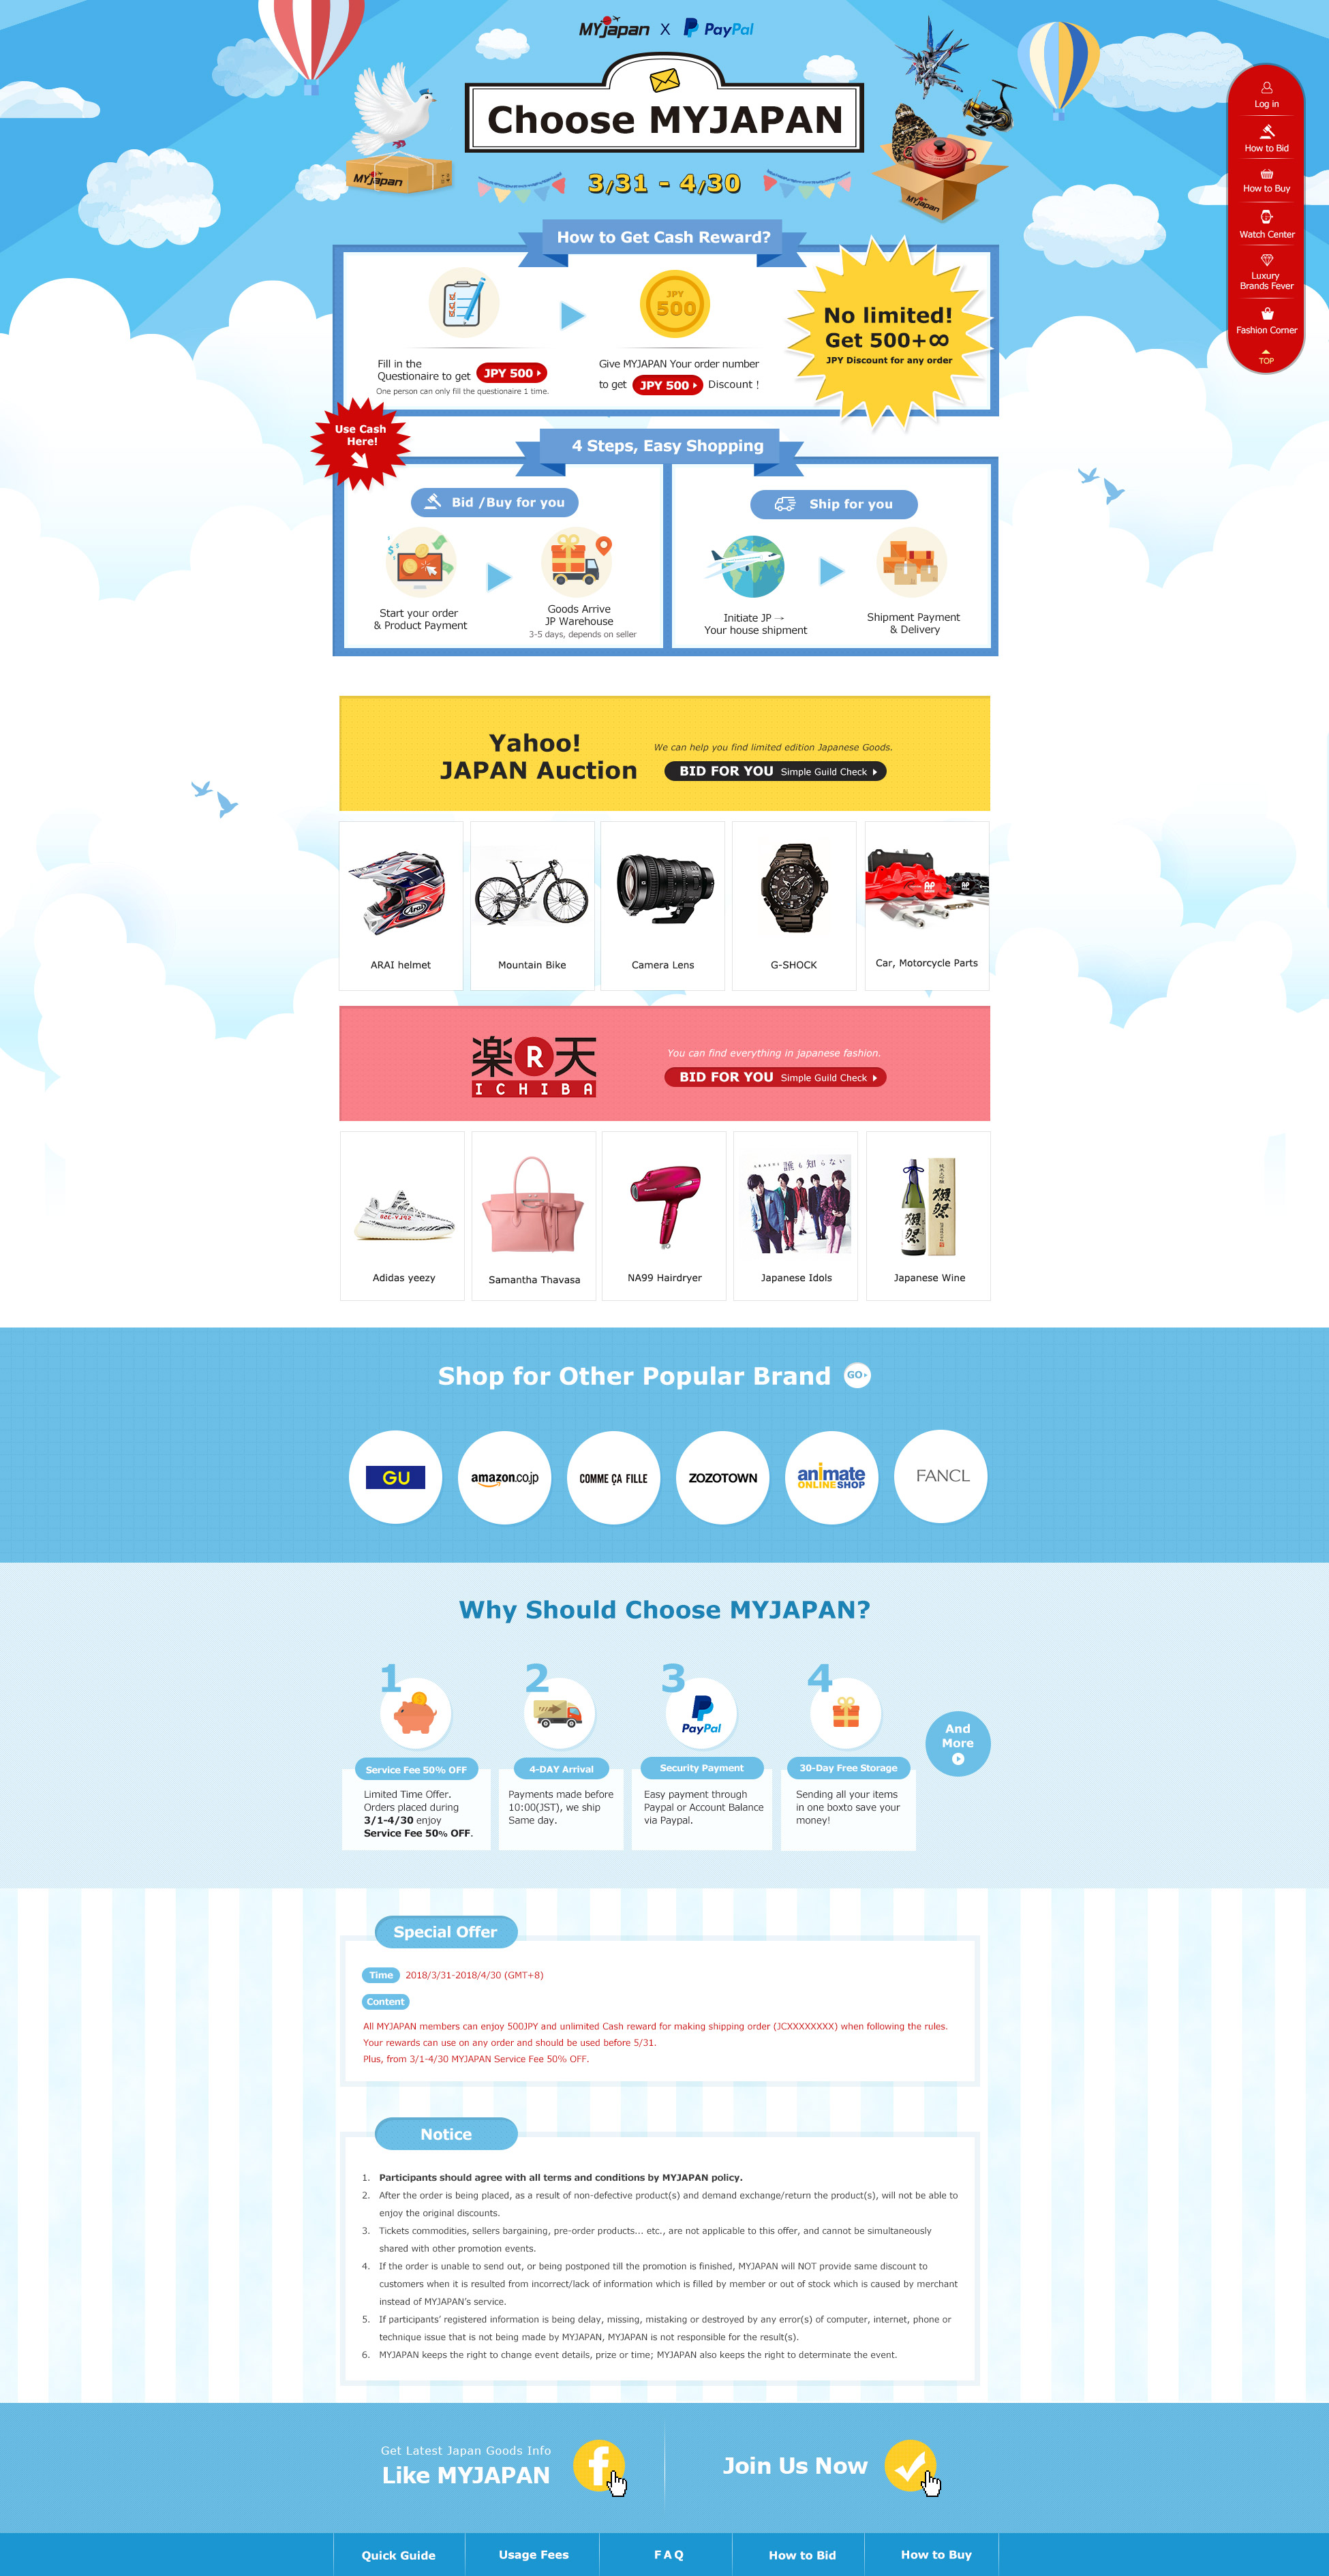 MYjapan X PayPal
Choose MYJAPAN
MYjapan
MYjapan
3/31 - 4/30
Log in
How to Bid
How to Buy
Watch Center
Luxury
Brands Fever
Fashion Corner
TOP
How to Get Cash Reward?
JPY
500
Fill in the
Questionaire to get JPY 500
One person can only fill the questionaire 1 time.
Give MYJAPAN Your order number
to get JPY 500 Discount !
No limited!
Get 500+∞
JPY Discount for any order
Use Cash
Here!
4 Steps, Easy Shopping
Bid /Buy for you
Start your order
& Product Payment
Goods Arrive
JP Warehouse
3-5 days, depends on seller
Ship for you
Initiate JP →
Your house shipment
Shipment Payment
& Delivery
Yahoo!
JAPAN Auction
We can help you find limited edition Japanese Goods.
BID FOR YOU Simple Guild Check
Arai
AP
AP
ARAI helmet
Mountain Bike
Camera Lens
G-SHOCK
Car, Motorcycle Parts
楽R天
ICHIBA
You can find everything in japanese fashion.
BID FOR YOU Simple Guild Check
誰も知らない
獺祭
獺祭
Adidas yeezy
Samantha Thavasa
NA99 Hairdryer
Japanese Idols
Japanese Wine
Shop for Other Popular Brand GO
GU
amazon.co.jp
COMME ÇA FILLE
ZOZOTOWN
animate
ONLINESHOP
FANCL
Why Should Choose MYJAPAN?
1
Service Fee 50% OFF
Limited Time Offer.
Orders placed during
3/1-4/30 enjoy
Service Fee 50% OFF.
2
4-DAY Arrival
Payments made before
10:00(JST), we ship
Same day.
3
PayPal
Security Payment
Easy payment through
Paypal or Account Balance
via Paypal.
4
30-Day Free Storage
Sending all your items
in one boxto save your
money!
And
More
Special Offer
Time 2018/3/31-2018/4/30 (GMT+8)
Content
All MYJAPAN members can enjoy 500JPY and unlimited Cash reward for making shipping order (JCXXXXXXXX) when following the rules.
Your rewards can use on any order and should be used before 5/31.
Plus, from 3/1-4/30 MYJAPAN Service Fee 50% OFF.
Notice
1. Participants should agree with all terms and conditions by MYJAPAN policy.
2. After the order is being placed, as a result of non-defective product(s) and demand exchange/return the product(s), will not be able to
enjoy the original discounts.
3. Tickets commodities, sellers bargaining, pre-order products... etc., are not applicable to this offer, and cannot be simultaneously
shared with other promotion events.
4. If the order is unable to send out, or being postponed till the promotion is finished, MYJAPAN will NOT provide same discount to
customers when it is resulted from incorrect/lack of information which is filled by member or out of stock which is caused by merchant
instead of MYJAPAN's service.
5. If participants' registered information is being delay, missing, mistaking or destroyed by any error(s) of computer, internet, phone or
technique issue that is not being made by MYJAPAN, MYJAPAN is not responsible for the result(s).
6. MYJAPAN keeps the right to change event details, prize or time; MYJAPAN also keeps the right to determinate the event.
Get Latest Japan Goods Info
Like MYJAPAN
f
Join Us Now
Quick Guide
Usage Fees
FAQ
How to Bid
How to Buy